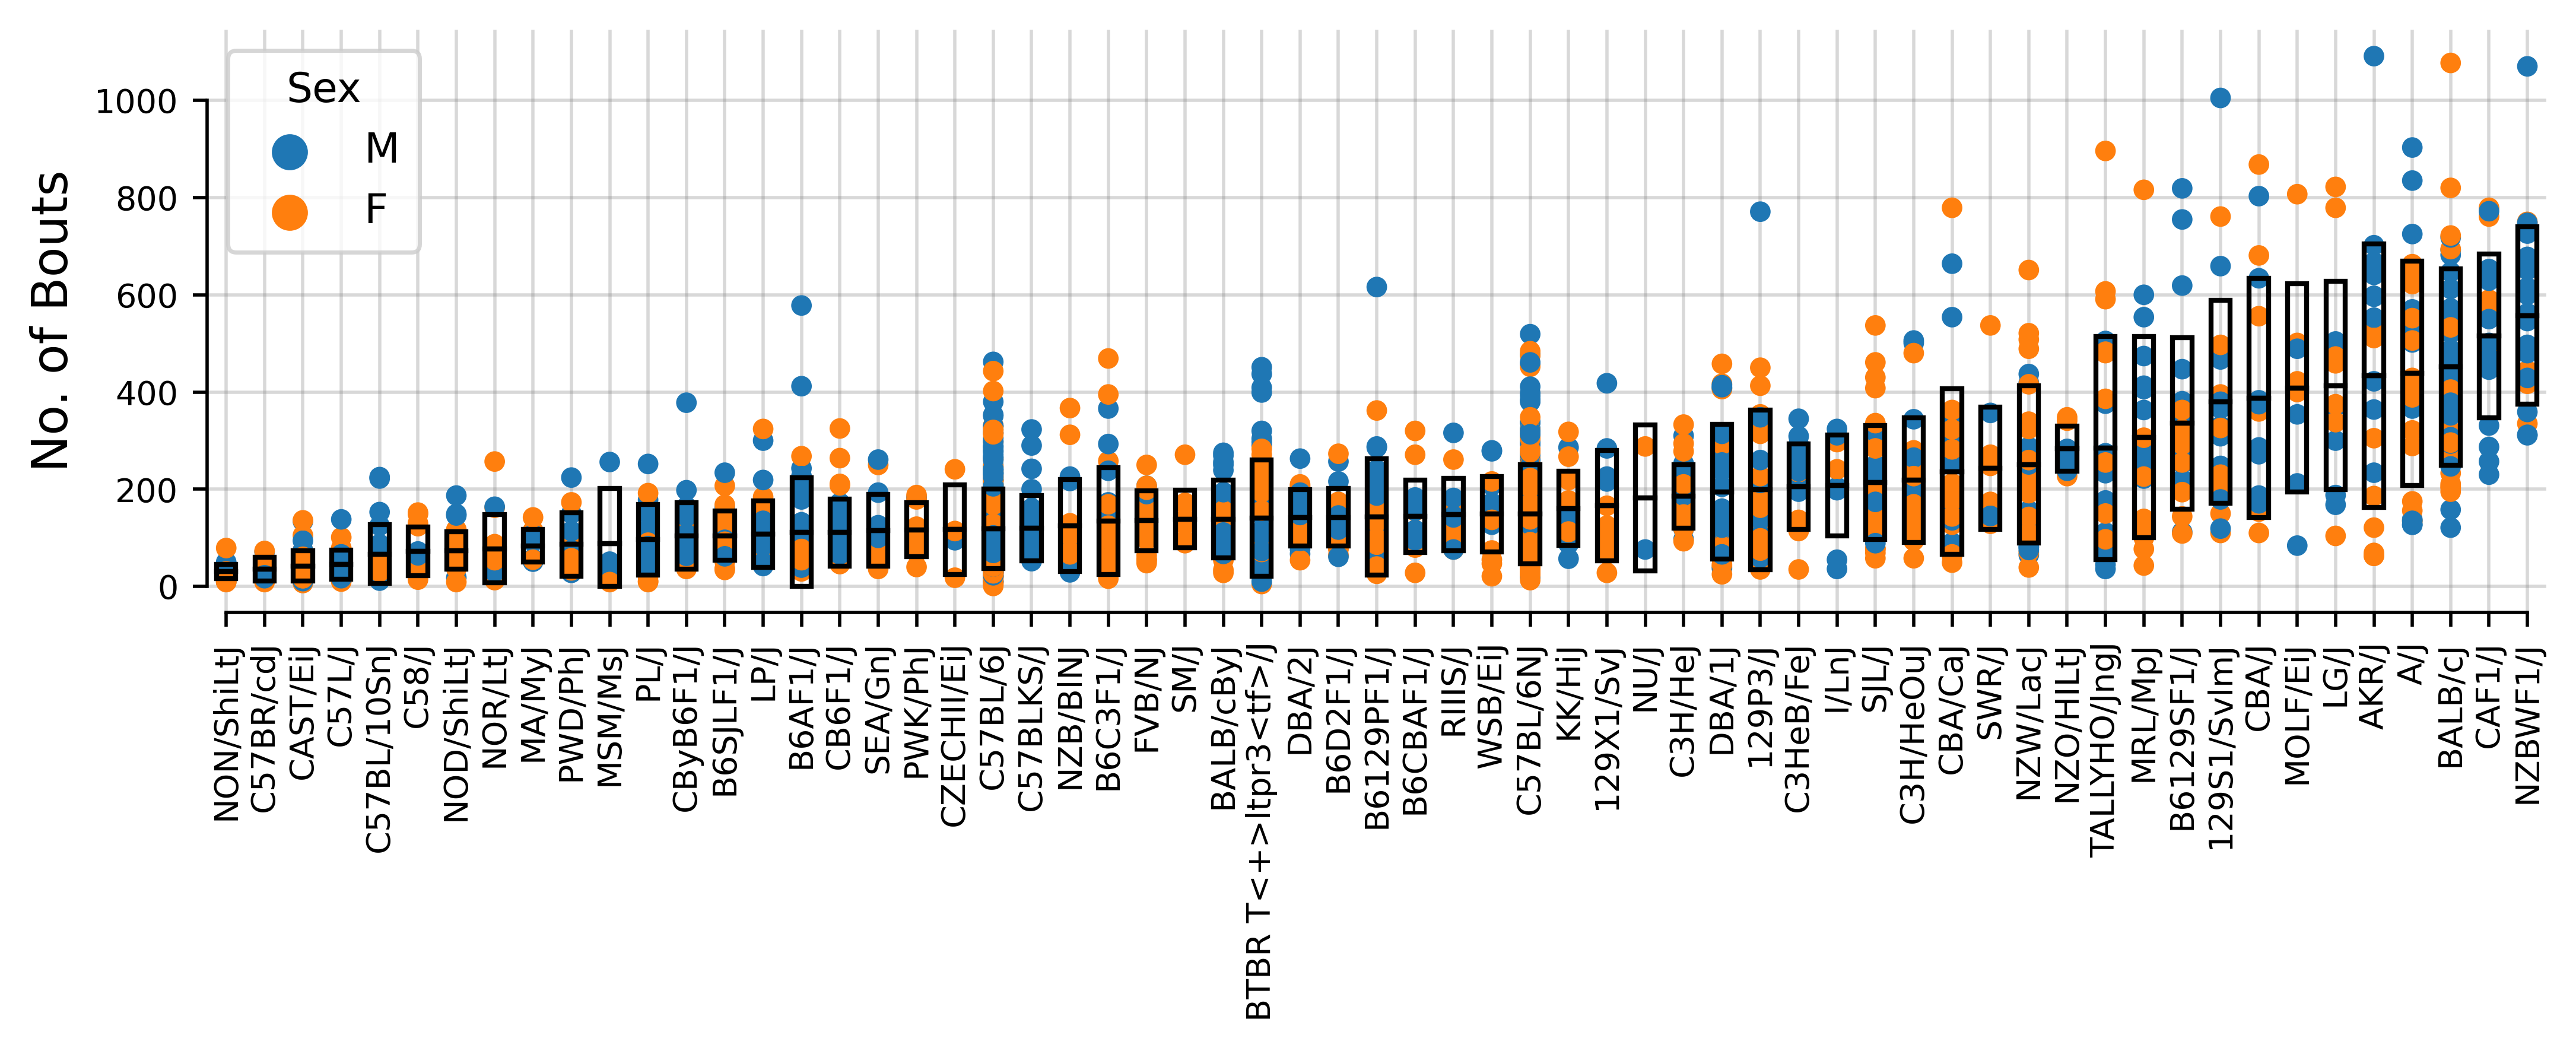 Sex
M
F
No. of Bouts
1000
800
600
400
200
0
NON/ShiLtJ
C57BR/cdJ
CAST/EiJ
C57L/J
C57BL/10SnJ
C58/J
NOD/ShiLtJ
NOR/LtJ
MA/MyJ
PWD/PhJ
MSM/MsJ
PL/J
CByB6F1/J
B6SJLF1/J
LP/J
B6AF1/J
CB6F1/J
SEA/GnJ
PWK/PhJ
CZECHII/EiJ
C57BL/6J
C57BLKS/J
NZB/BINJ
B6C3F1/J
FVB/NJ
SM/J
BALB/cByJ
BTBR T<+>ltpr3<tf>/J
DBA/2J
B6D2F1/J
B6129PF1/J
B6CBAF1/J
RIIIS/J
WSB/EiJ
C57BL/6NJ
KK/HiJ
129X1/SvJ
NU/J
C3H/HeJ
DBA/1J
129P3/J
C3HeB/FeJ
I/LnJ
SJL/J
C3H/HeOuJ
CBA/CaJ
SWR/J
NZW/LacJ
NZO/HILtJ
TALLYHO/JngJ
MRL/MpJ
B6129SF1/J
129S1/SvImJ
CBA/J
MOLF/EiJ
LG/J
AKR/J
A/J
BALB/cJ
CAF1/J
NZBWF1/J